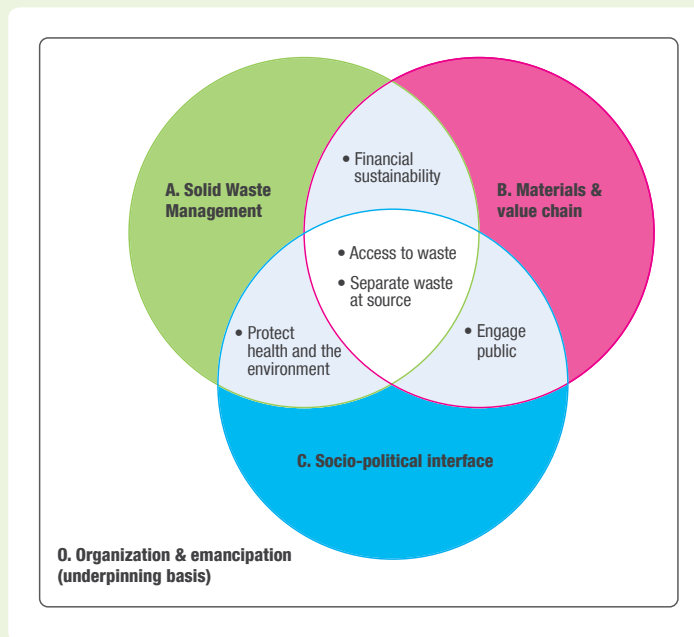 • Financial
sustainability
A. Solid Waste
Management
B. Materials &
value chain
• Access to waste
• Separate waste
at source
• Protect
health and the
environment
• Engage
public
C. Socio-political interface
O. Organization & emancipation
(underpinning basis)